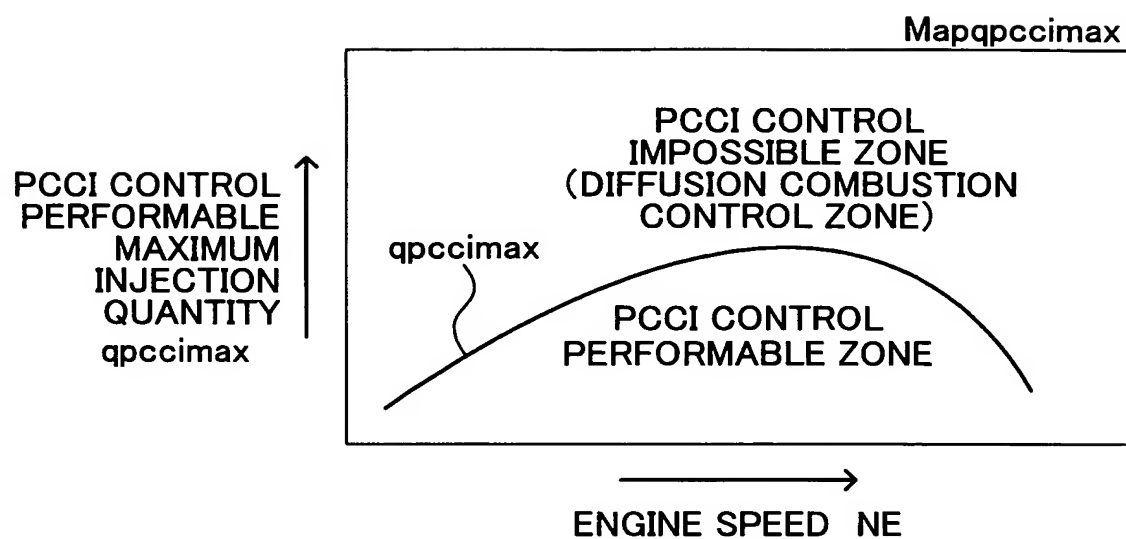 Mapqpccimax
PCCI CONTROL
IMPOSSIBLE ZONE
(DIFFUSION COMBUSTION
CONTROL ZONE)
PCCI CONTROL
PERFORMABLE
MAXIMUM
INJECTION
QUANTITY
qpccimax
qpccimax
PCCI CONTROL
PERFORMABLE ZONE
ENGINE SPEED NE